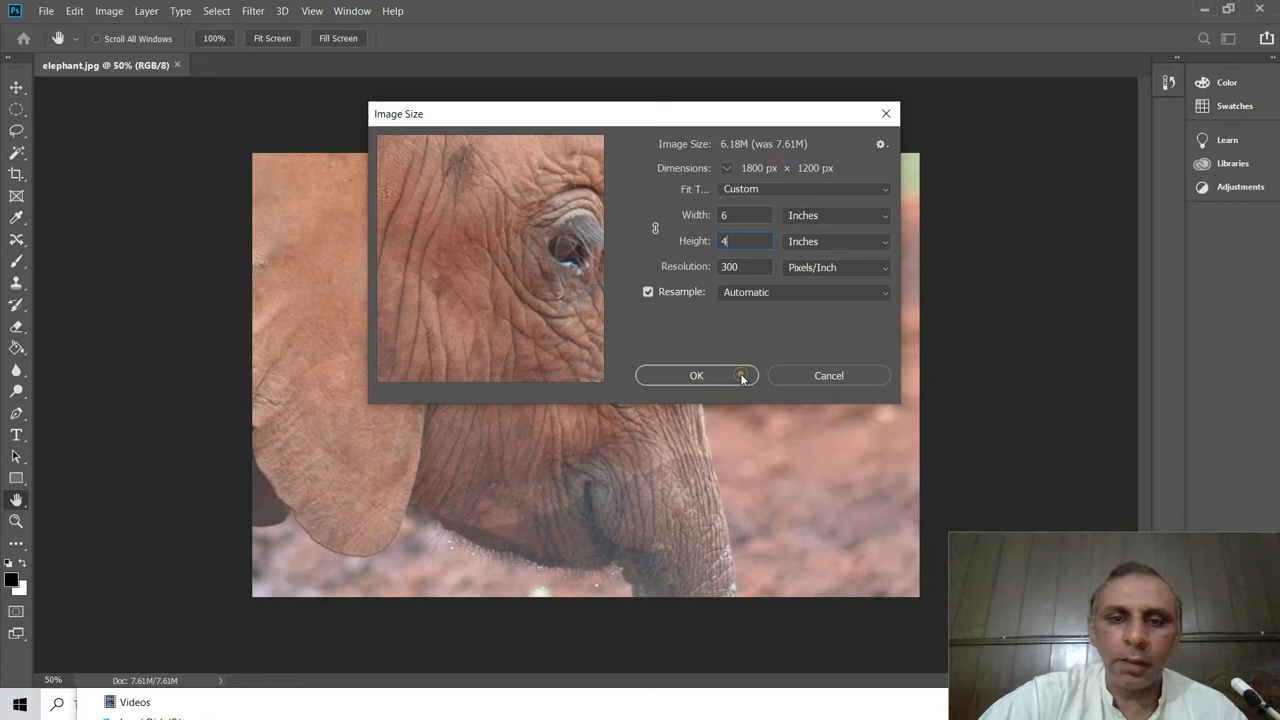 Ps File Edit Image Layer Type Select Filter 3D View Window Help
Scroll All Windows 100% Fit Screen Fill Screen
elephant.jpg @ 50% (RGB/8) ×
Color
Swatches
Learn
Libraries
Adjustments
Image Size
Image Size: 6.18M (was 7.61M)
Dimensions: 1800 px × 1200 px
Fit T... Custom
Width: 6 Inches
Height: 4 Inches
Resolution: 300 Pixels/Inch
Resample: Automatic
OK Cancel
50% Doc: 7.61M/7.61M
Videos